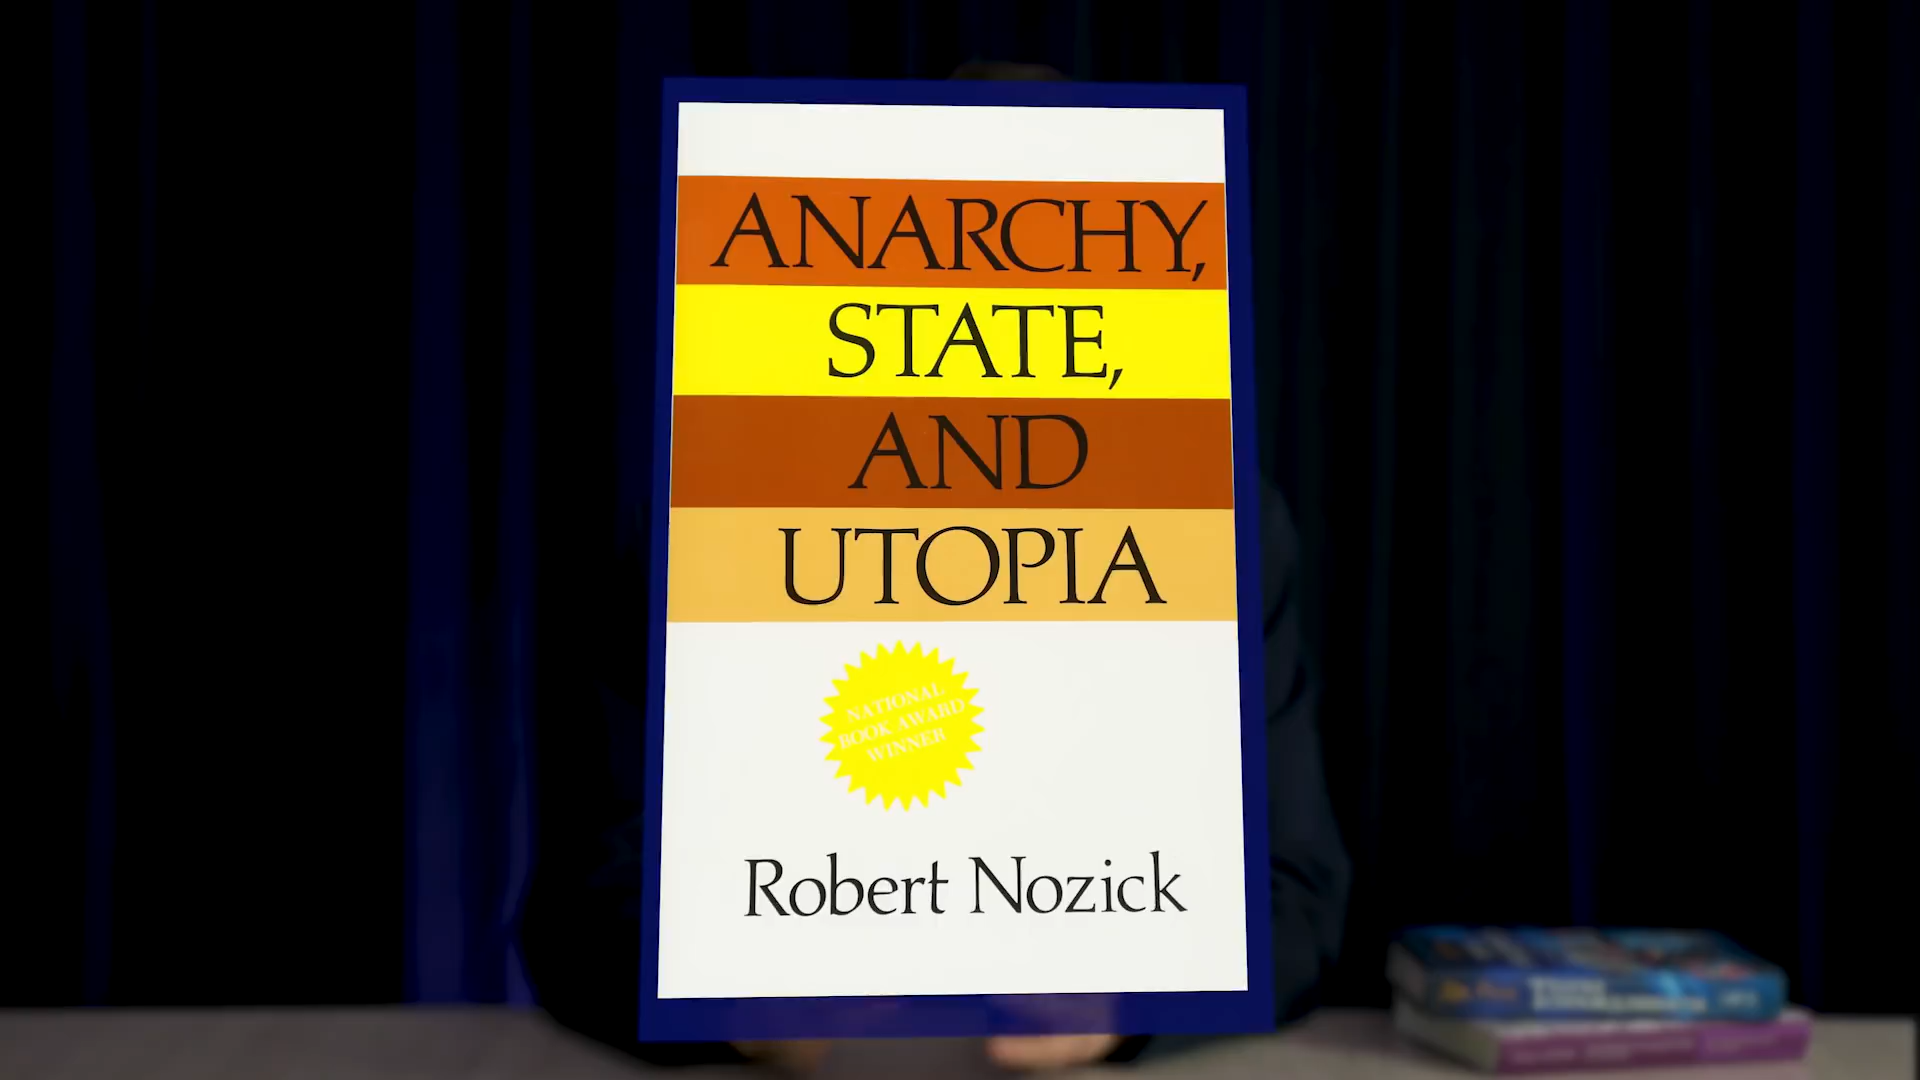 ANARCHY,
STATE,
AND
UTOPIA
NATIONAL
BOOK AWARD
WINNER
Robert Nozick